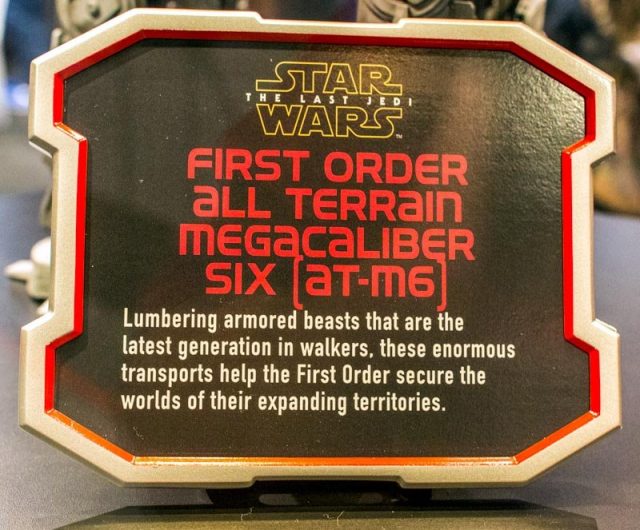 STAR
THE LAST JEDI
WARS™
FIRST ORDER
ALL TERRAIN
MEGACALIBER
SIX [AT-M6]
Lumbering armored beasts that are the
latest generation in walkers, these enormous
transports help the First Order secure the
worlds of their expanding territories.